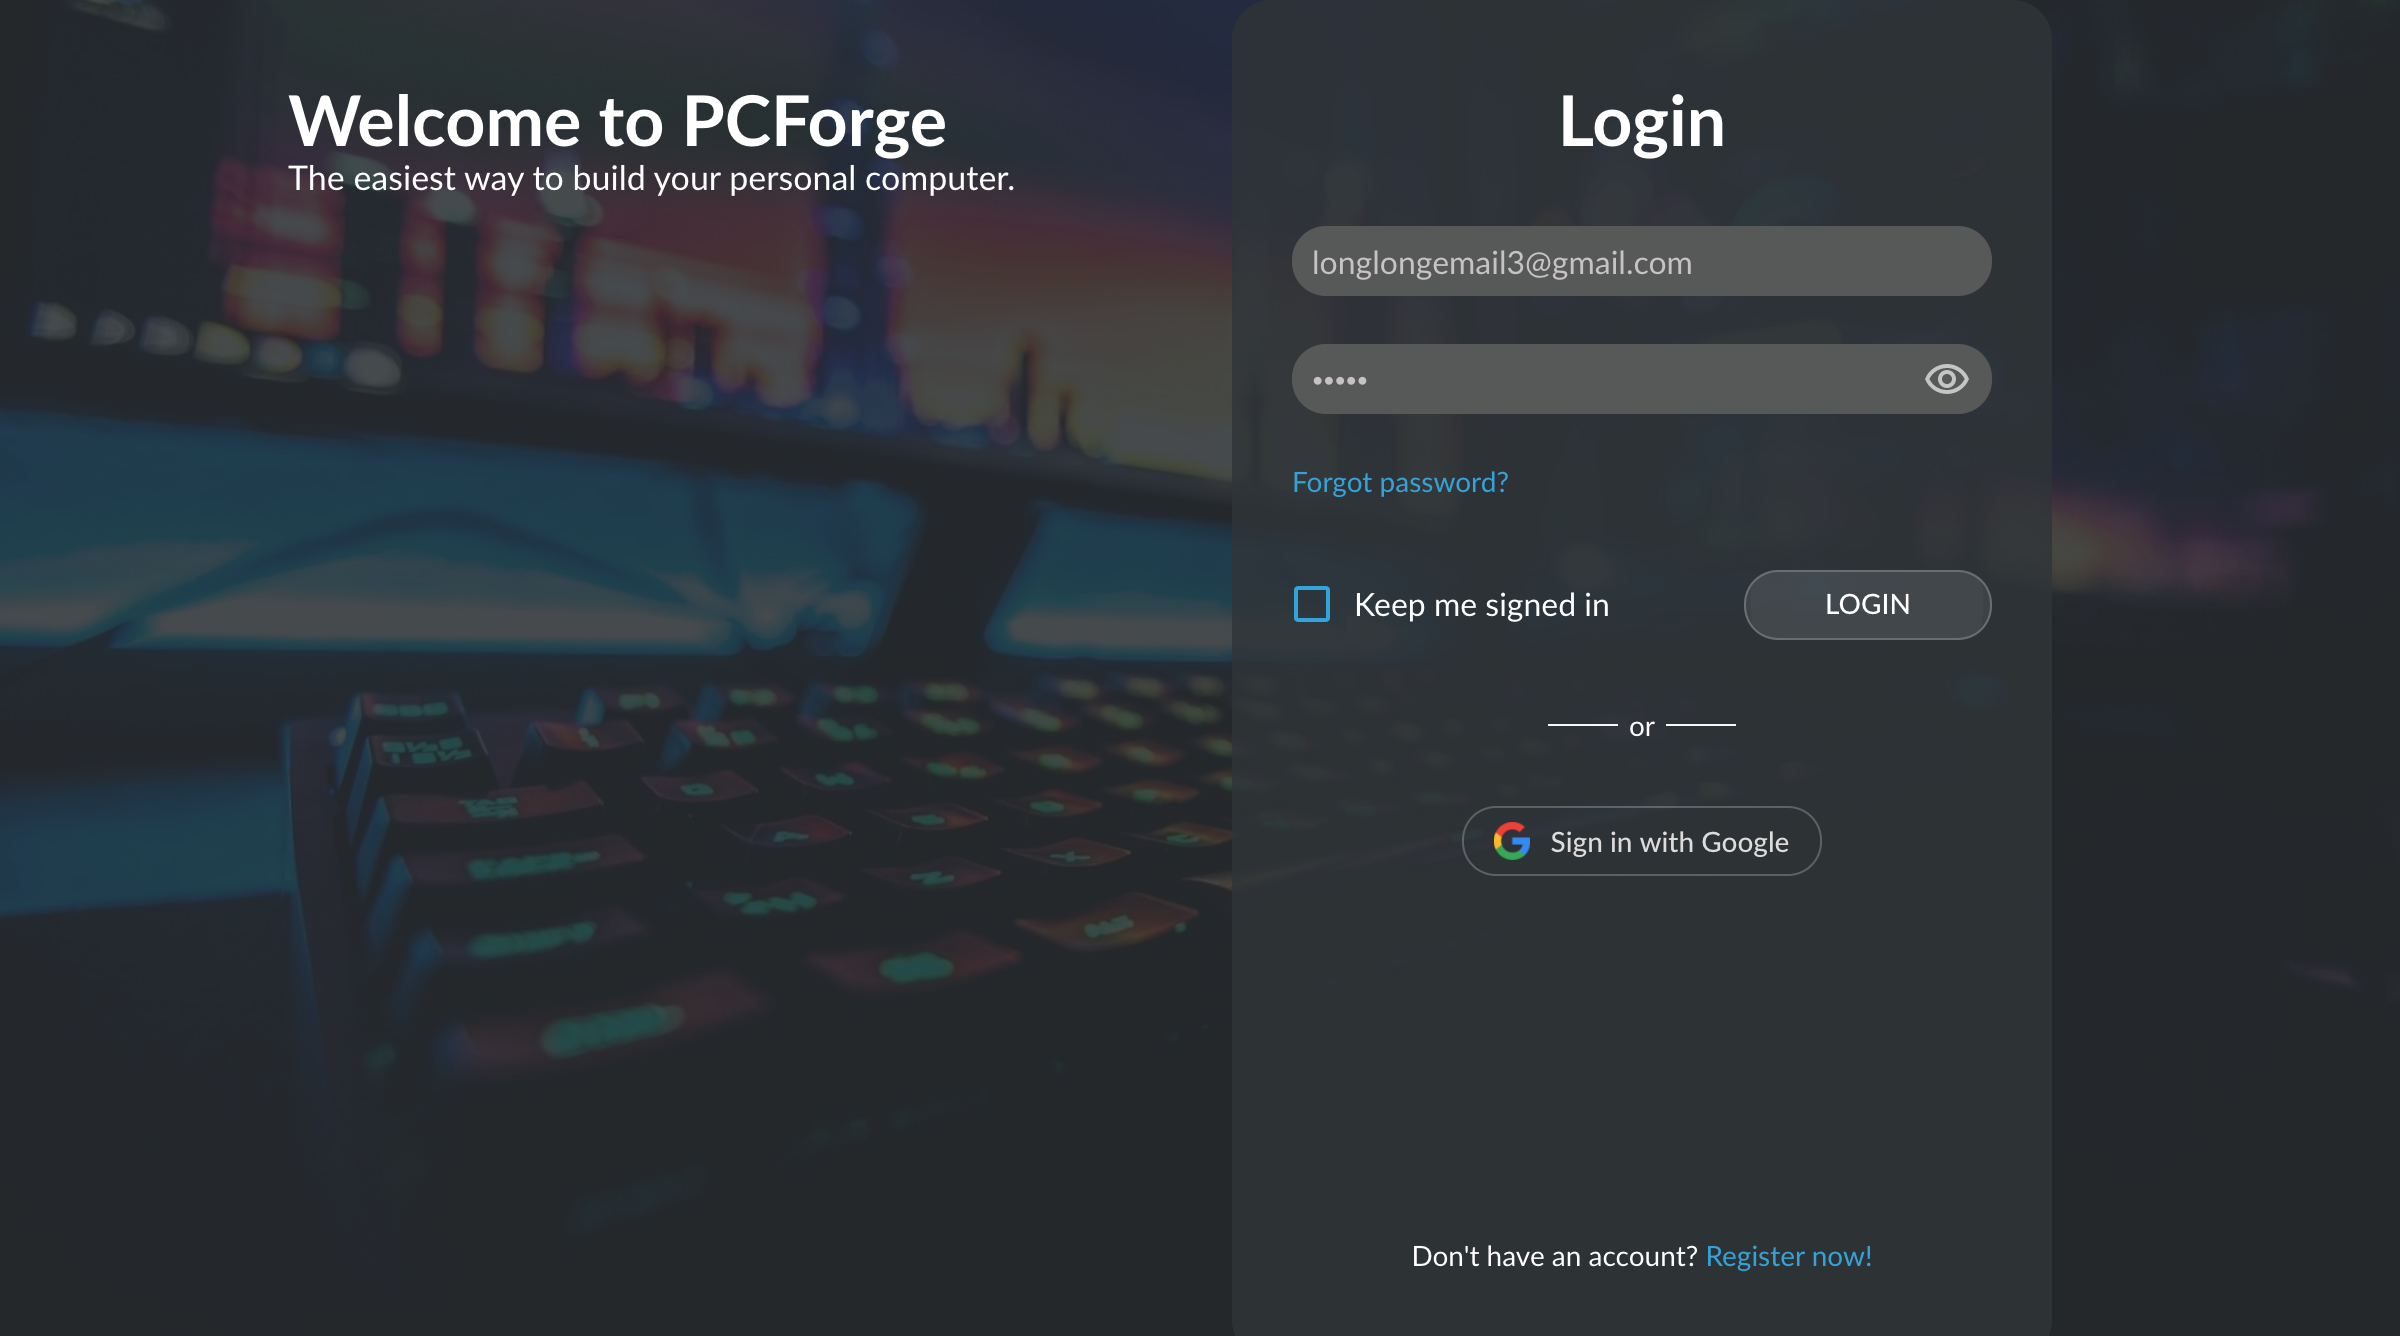 Welcome to PCForge
The easiest way to build your personal computer.
Login
longlongemail3@gmail.com
•••••
Forgot password?
Keep me signed in
LOGIN
or
Sign in with Google
Don't have an account? Register now!